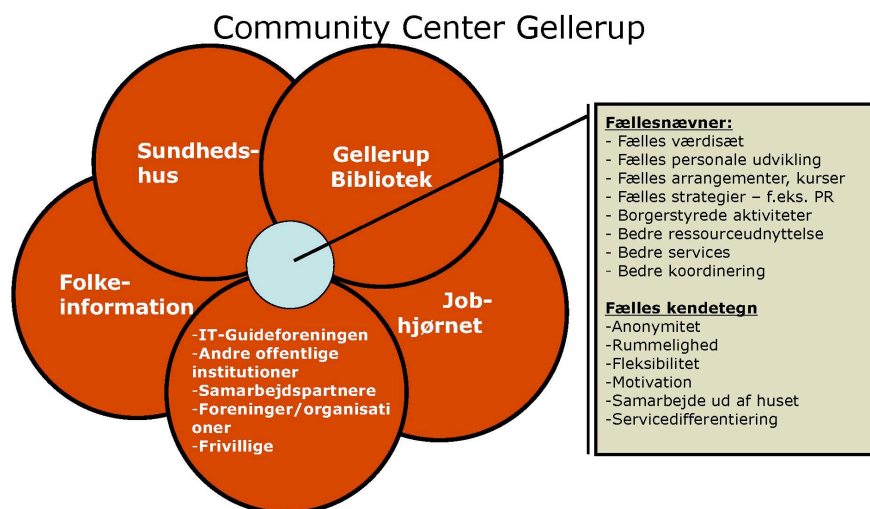 Community Center Gellerup
Sundheds-
hus
Gellerup
Bibliotek
Folke-
information
Job-
hjørnet
-IT-Guideforeningen
-Andre offentlige
institutioner
-Samarbejdspartnere
-Foreninger/organisati
oner
-Frivillige
Fællesnævner:
- Fælles værdisæt
- Fælles personale udvikling
- Fælles arrangementer, kurser
- Fælles strategier – f.eks. PR
- Borgerstyrede aktiviteter
- Bedre ressourceudnyttelse
- Bedre services
- Bedre koordinering
Fælles kendetegn
-Anonymitet
-Rummelighed
-Fleksibilitet
-Motivation
-Samarbejde ud af huset
-Servicedifferentiering